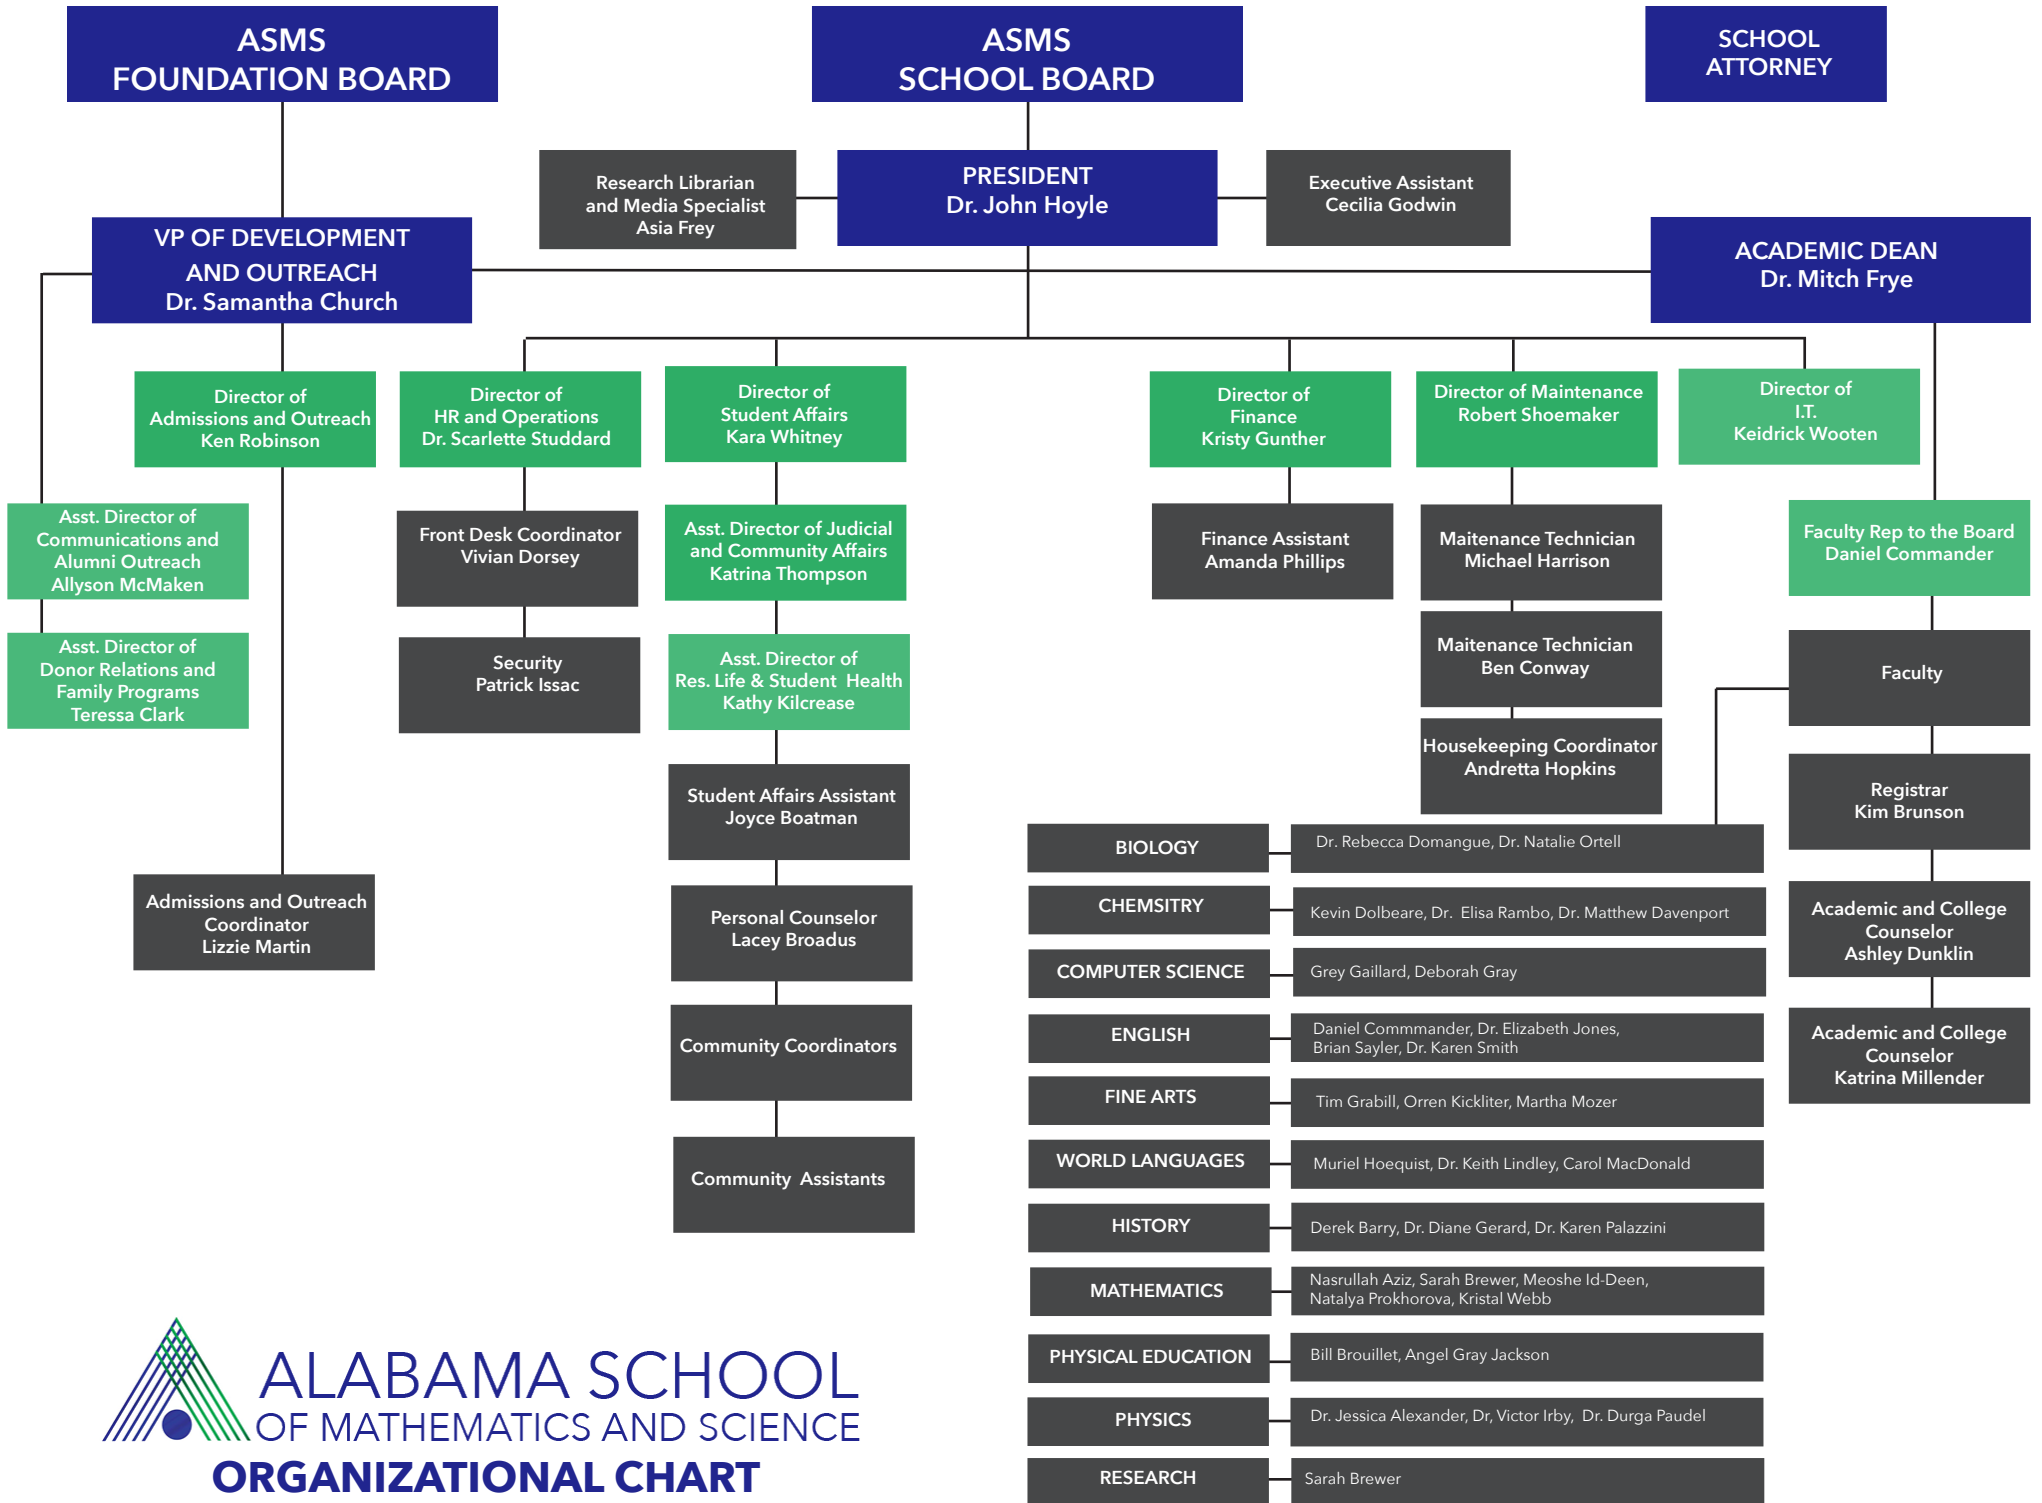 ASMS
FOUNDATION BOARD
ASMS
SCHOOL BOARD
SCHOOL
ATTORNEY
Research Librarian
and Media Specialist
Asia Frey
PRESIDENT
Dr. John Hoyle
Executive Assistant
Cecilia Godwin
VP OF DEVELOPMENT
AND OUTREACH
Dr. Samantha Church
ACADEMIC DEAN
Dr. Mitch Frye
Director of
Admissions and Outreach
Ken Robinson
Director of
HR and Operations
Dr. Scarlette Studdard
Director of
Student Affairs
Kara Whitney
Director of
Finance
Kristy Gunther
Director of Maintenance
Robert Shoemaker
Director of
I.T.
Keidrick Wooten
Asst. Director of
Communications and
Alumni Outreach
Allyson McMaken
Front Desk Coordinator
Vivian Dorsey
Asst. Director of Judicial
and Community Affairs
Katrina Thompson
Finance Assistant
Amanda Phillips
Maitenance Technician
Michael Harrison
Faculty Rep to the Board
Daniel Commander
Asst. Director of
Donor Relations and
Family Programs
Teressa Clark
Security
Patrick Issac
Asst. Director of
Res. Life & Student Health
Kathy Kilcrease
Maitenance Technician
Ben Conway
Faculty
Housekeeping Coordinator
Andretta Hopkins
Student Affairs Assistant
Joyce Boatman
Registrar
Kim Brunson
Admissions and Outreach
Coordinator
Lizzie Martin
Personal Counselor
Lacey Broadus
Academic and College
Counselor
Ashley Dunklin
Community Coordinators
Academic and College
Counselor
Katrina Millender
Community Assistants
BIOLOGY
Dr. Rebecca Domangue, Dr. Natalie Ortell
CHEMSITRY
Kevin Dolbeare, Dr. Elisa Rambo, Dr. Matthew Davenport
COMPUTER SCIENCE
Grey Gaillard, Deborah Gray
ENGLISH
Daniel Commmander, Dr. Elizabeth Jones,
Brian Sayler, Dr. Karen Smith
FINE ARTS
Tim Grabill, Orren Kickliter, Martha Mozer
WORLD LANGUAGES
Muriel Hoequist, Dr. Keith Lindley, Carol MacDonald
HISTORY
Derek Barry, Dr. Diane Gerard, Dr. Karen Palazzini
MATHEMATICS
Nasrullah Aziz, Sarah Brewer, Meoshe Id-Deen,
Natalya Prokhorova, Kristal Webb
PHYSICAL EDUCATION
Bill Brouillet, Angel Gray Jackson
PHYSICS
Dr. Jessica Alexander, Dr, Victor Irby, Dr. Durga Paudel
RESEARCH
Sarah Brewer
ALABAMA SCHOOL
OF MATHEMATICS AND SCIENCE
ORGANIZATIONAL CHART